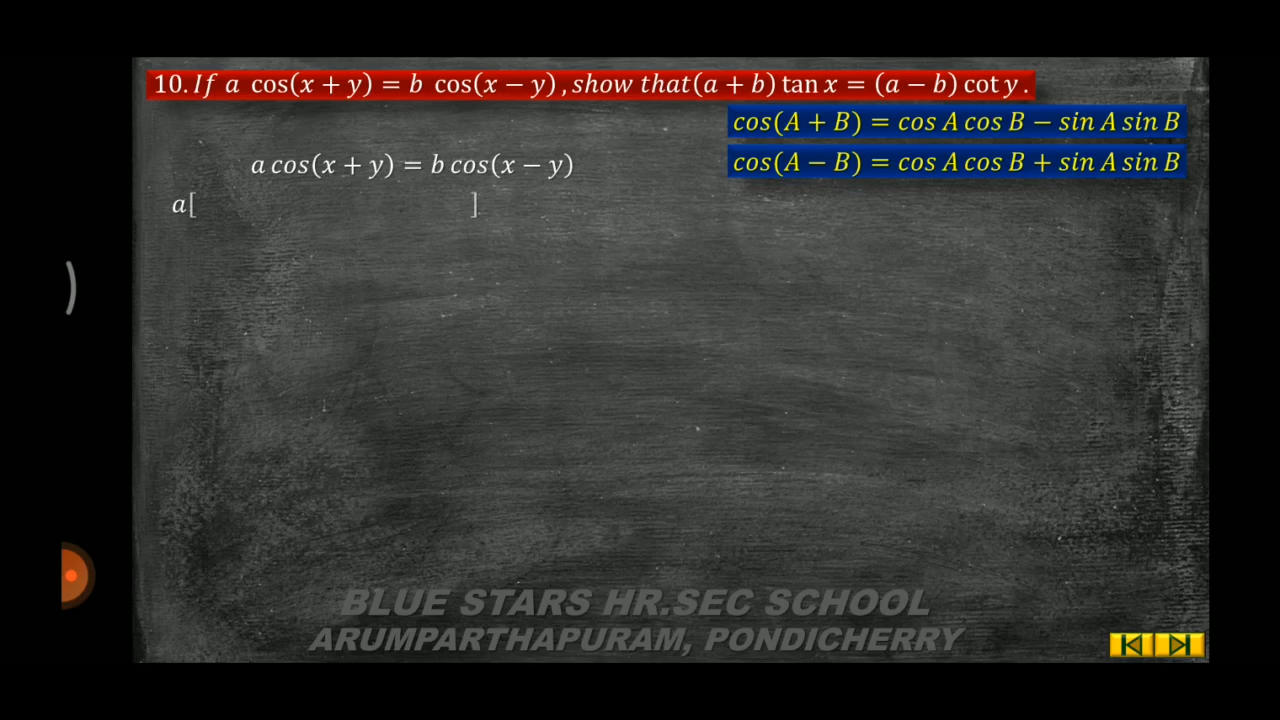 10. If a cos(x + y) = b cos(x − y), show that (a + b) tan x = (a − b) cot y.
cos(A + B) = cos A cos B − sin A sin B
a cos(x + y) = b cos(x − y)
cos(A − B) = cos A cos B + sin A sin B
a[ ]
BLUE STARS HR.SEC SCHOOL
ARUMPARTHAPURAM, PONDICHERRY